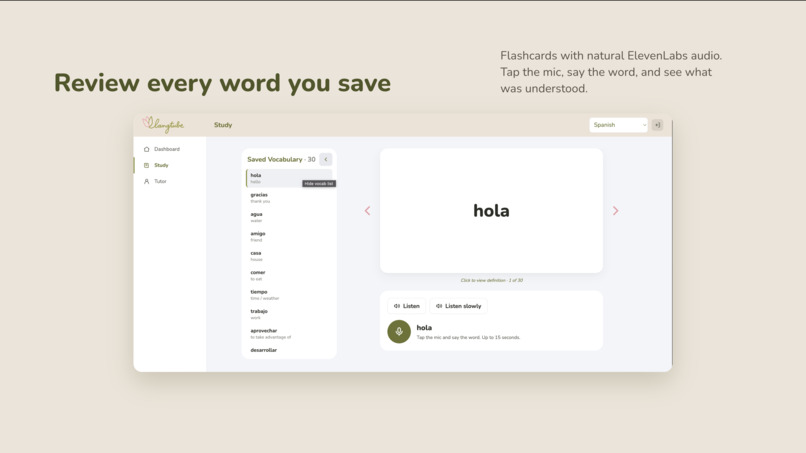 Review every word you save
Flashcards with natural ElevenLabs audio.
Tap the mic, say the word, and see what
was understood.
langtube
Study
Spanish
Dashboard
Study
Tutor
Saved Vocabulary · 30
hola
hello
Hide vocab list
gracias
thank you
agua
water
amigo
friend
casa
house
comer
to eat
tiempo
time / weather
trabajo
work
aprovechar
to take advantage of
desarrollar
hola
Click to view definition · 1 of 30
Listen
Listen slowly
hola
Tap the mic and say the word. Up to 15 seconds.